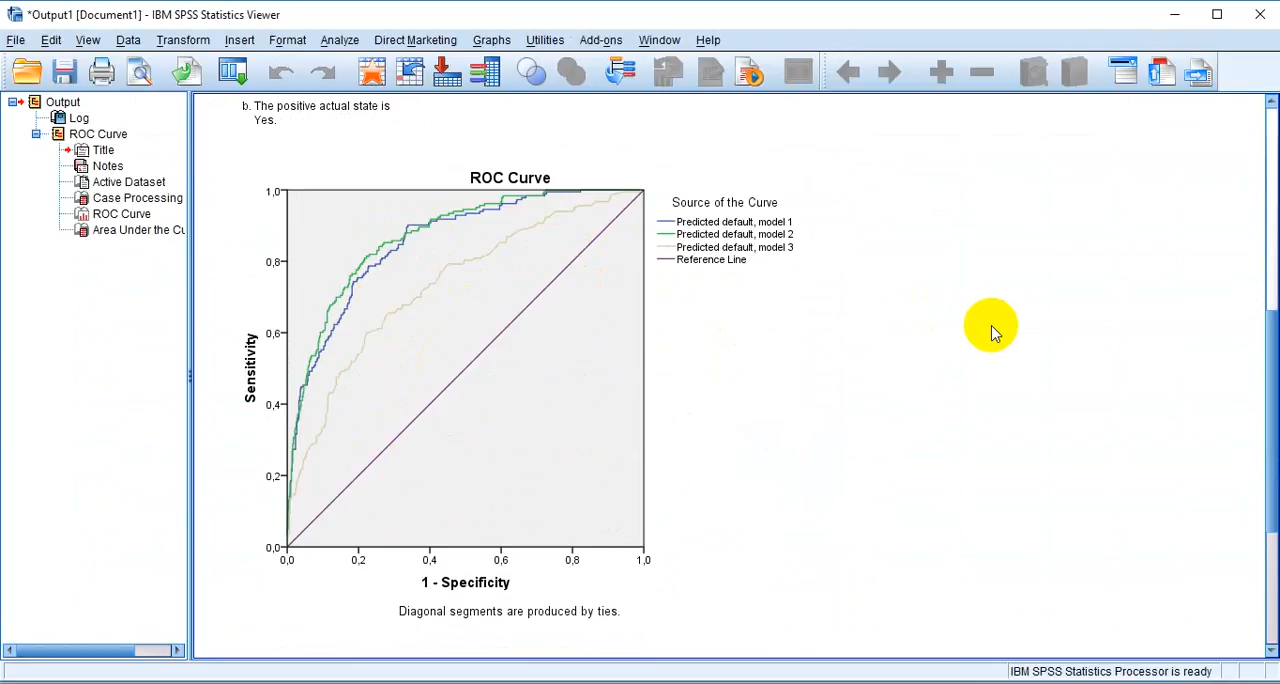 *Output1 [Document1] - IBM SPSS Statistics Viewer
File Edit View Data Transform Insert Format Analyze Direct Marketing Graphs Utilities Add-ons Window Help
Output
Log
ROC Curve
Title
Notes
Active Dataset
Case Processing
ROC Curve
Area Under the Cu
b. The positive actual state is
Yes.
ROC Curve
1,0
0,8
0,6
0,4
0,2
0,0
Sensitivity
0,0 0,2 0,4 0,6 0,8 1,0
1 - Specificity
Diagonal segments are produced by ties.
Source of the Curve
Predicted default, model 1
Predicted default, model 2
Predicted default, model 3
Reference Line
IBM SPSS Statistics Processor is ready